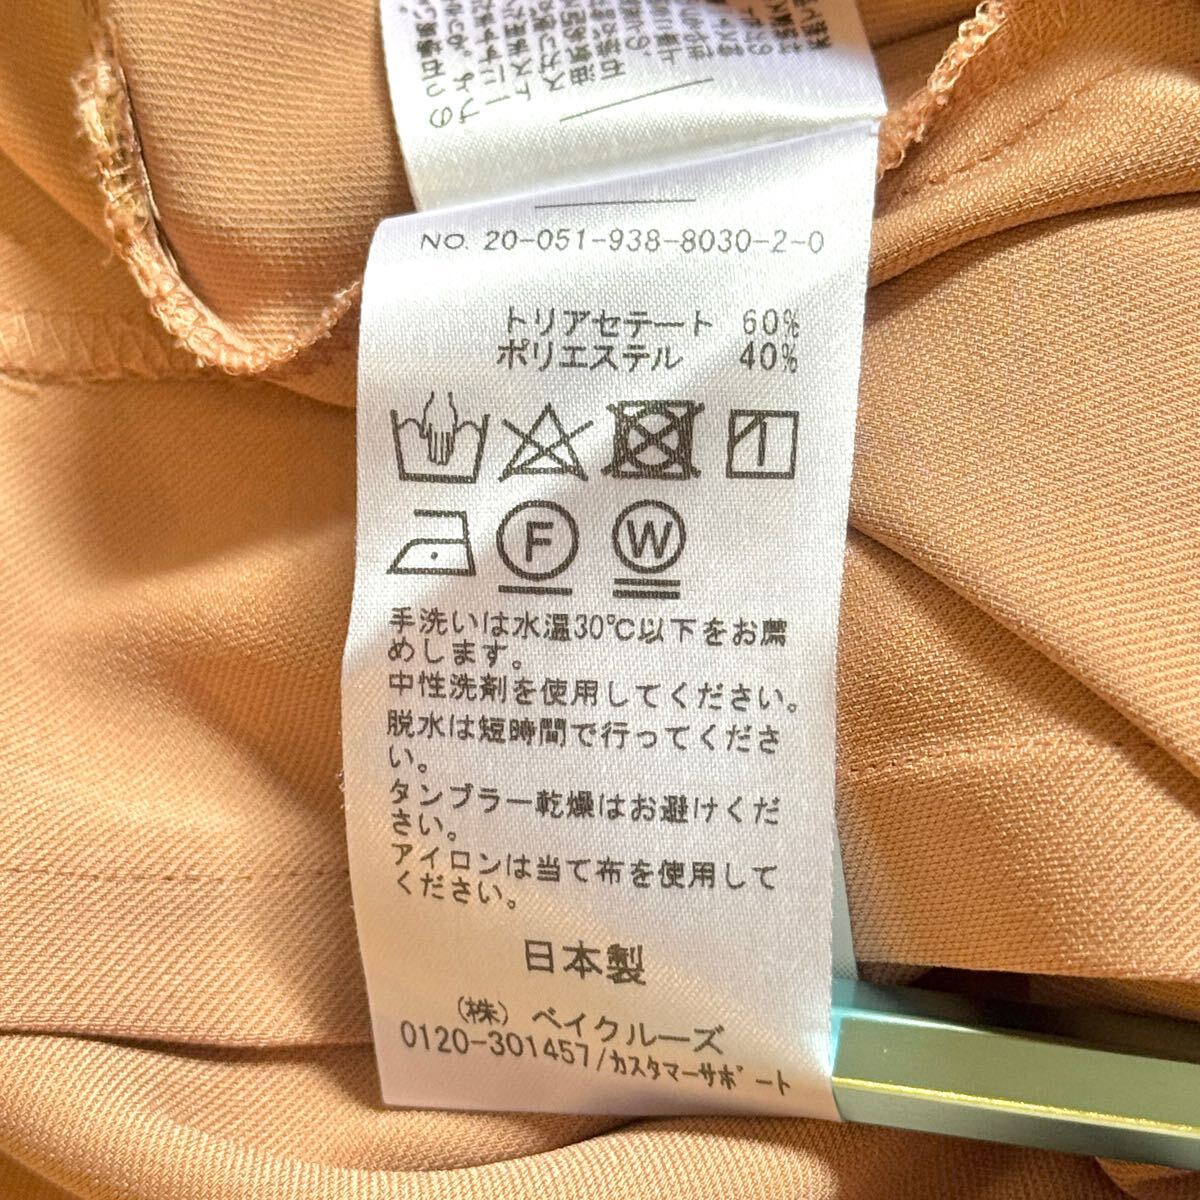 NO. 20-051-938-8030-2-0
トリアセテート 60%
ポリエステル 40%
1
F
W
手洗いは水温30℃以下をお薦
めします。
中性洗剤を使用してください。
脱水は短時間で行ってくださ
い。
タンブラー乾燥はお避けくだ
さい。
アイロンは当て布を使用して
ください。
日本製
(株) ベイクルーズ
0120-301457/カスタマーサポート